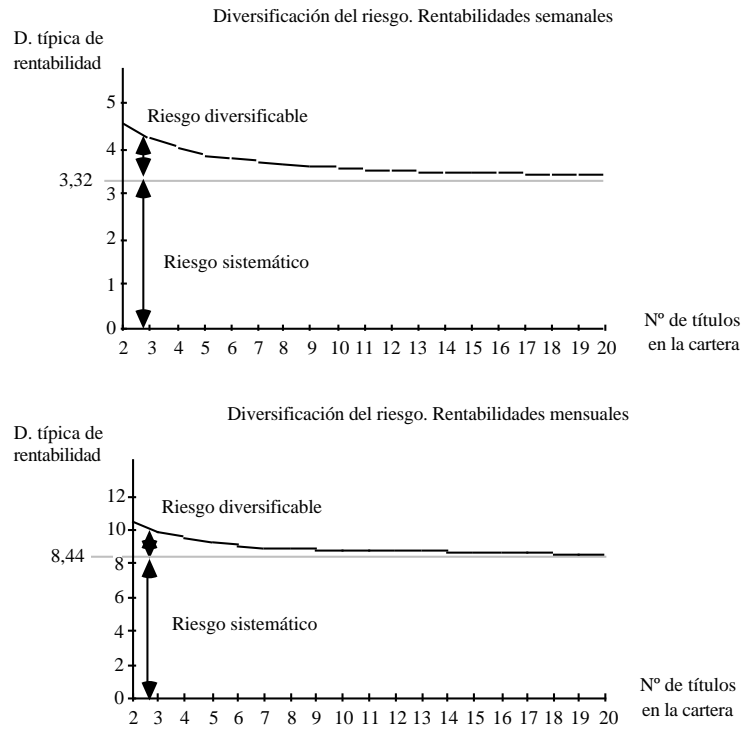 Diversificación del riesgo. Rentabilidades semanales
D. típica de
rentabilidad
5
Riesgo diversificable
4
3,32
3
2
Riesgo sistemático
1
0
2 3 4 5 6 7 8 9 10 11 12 13 14 15 16 17 18 19 20
Nº de títulos
en la cartera
Diversificación del riesgo. Rentabilidades mensuales
D. típica de
rentabilidad
12
Riesgo diversificable
10
8,44
8
6
Riesgo sistemático
4
2
0
2 3 4 5 6 7 8 9 10 11 12 13 14 15 16 17 18 19 20
Nº de títulos
en la cartera